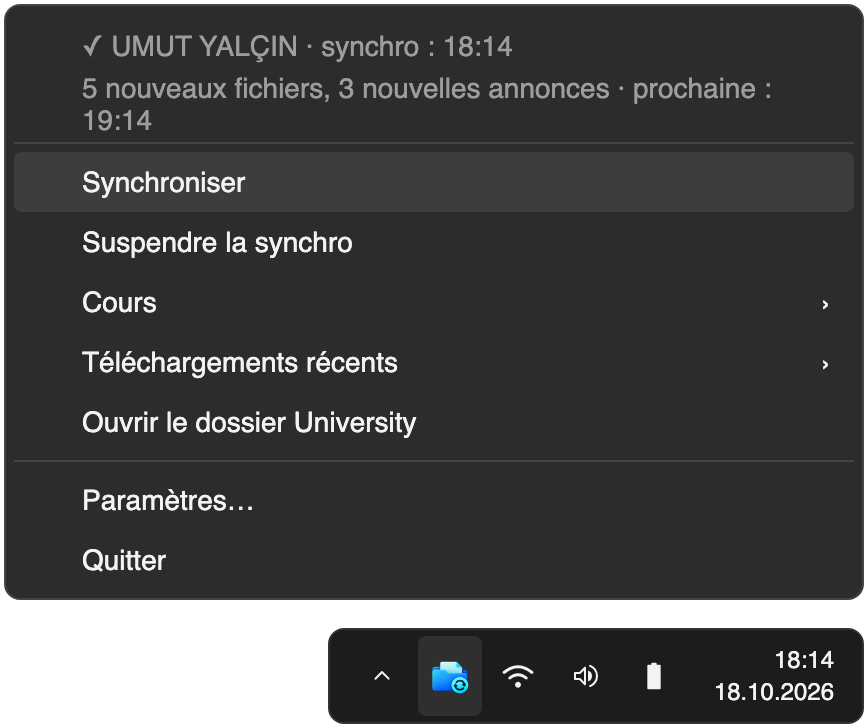 ✓ UMUT YALÇIN · synchro : 18:14
5 nouveaux fichiers, 3 nouvelles annonces · prochaine :
19:14
Synchroniser
Suspendre la synchro
Cours ›
Téléchargements récents ›
Ouvrir le dossier University
Paramètres…
Quitter
18:14
18.10.2026